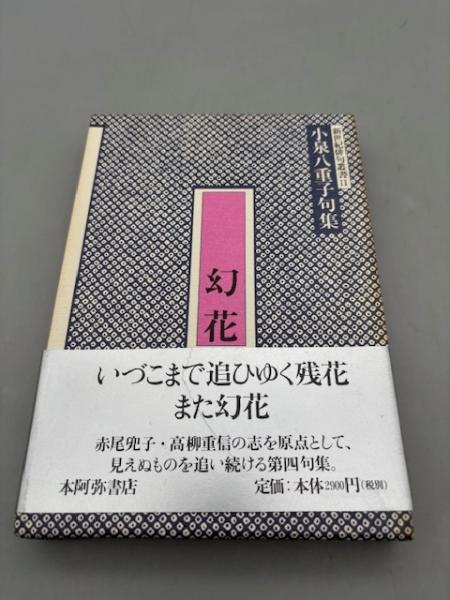 新世紀俳句叢書II
小泉八重子句集
幻花
いづこまで追ひゆく残花
また幻花
赤尾兜子・高柳重信の志を原点として、
見えぬものを追い続ける第四句集。
本阿弥書店 定価：本体2900円（税別）